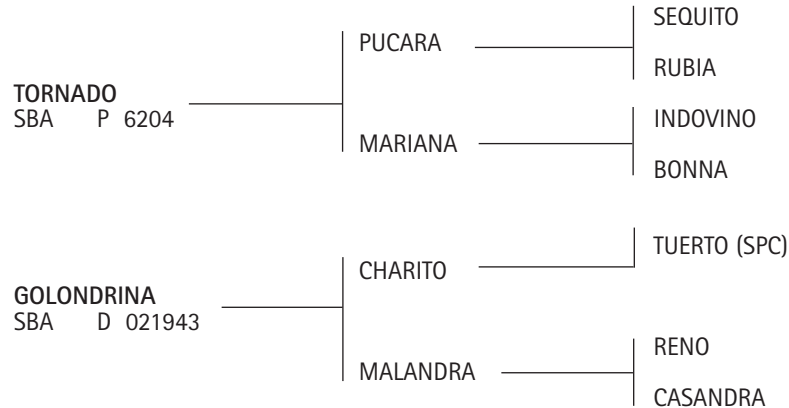 SEQUITO
PUCARA
RUBIA
TORNADO
SBA P 6204
INDOVINO
MARIANA
BONNA
TUERTO (SPC)
CHARITO
GOLONDRINA
SBA D 021943
RENO
MALANDRA
CASANDRA